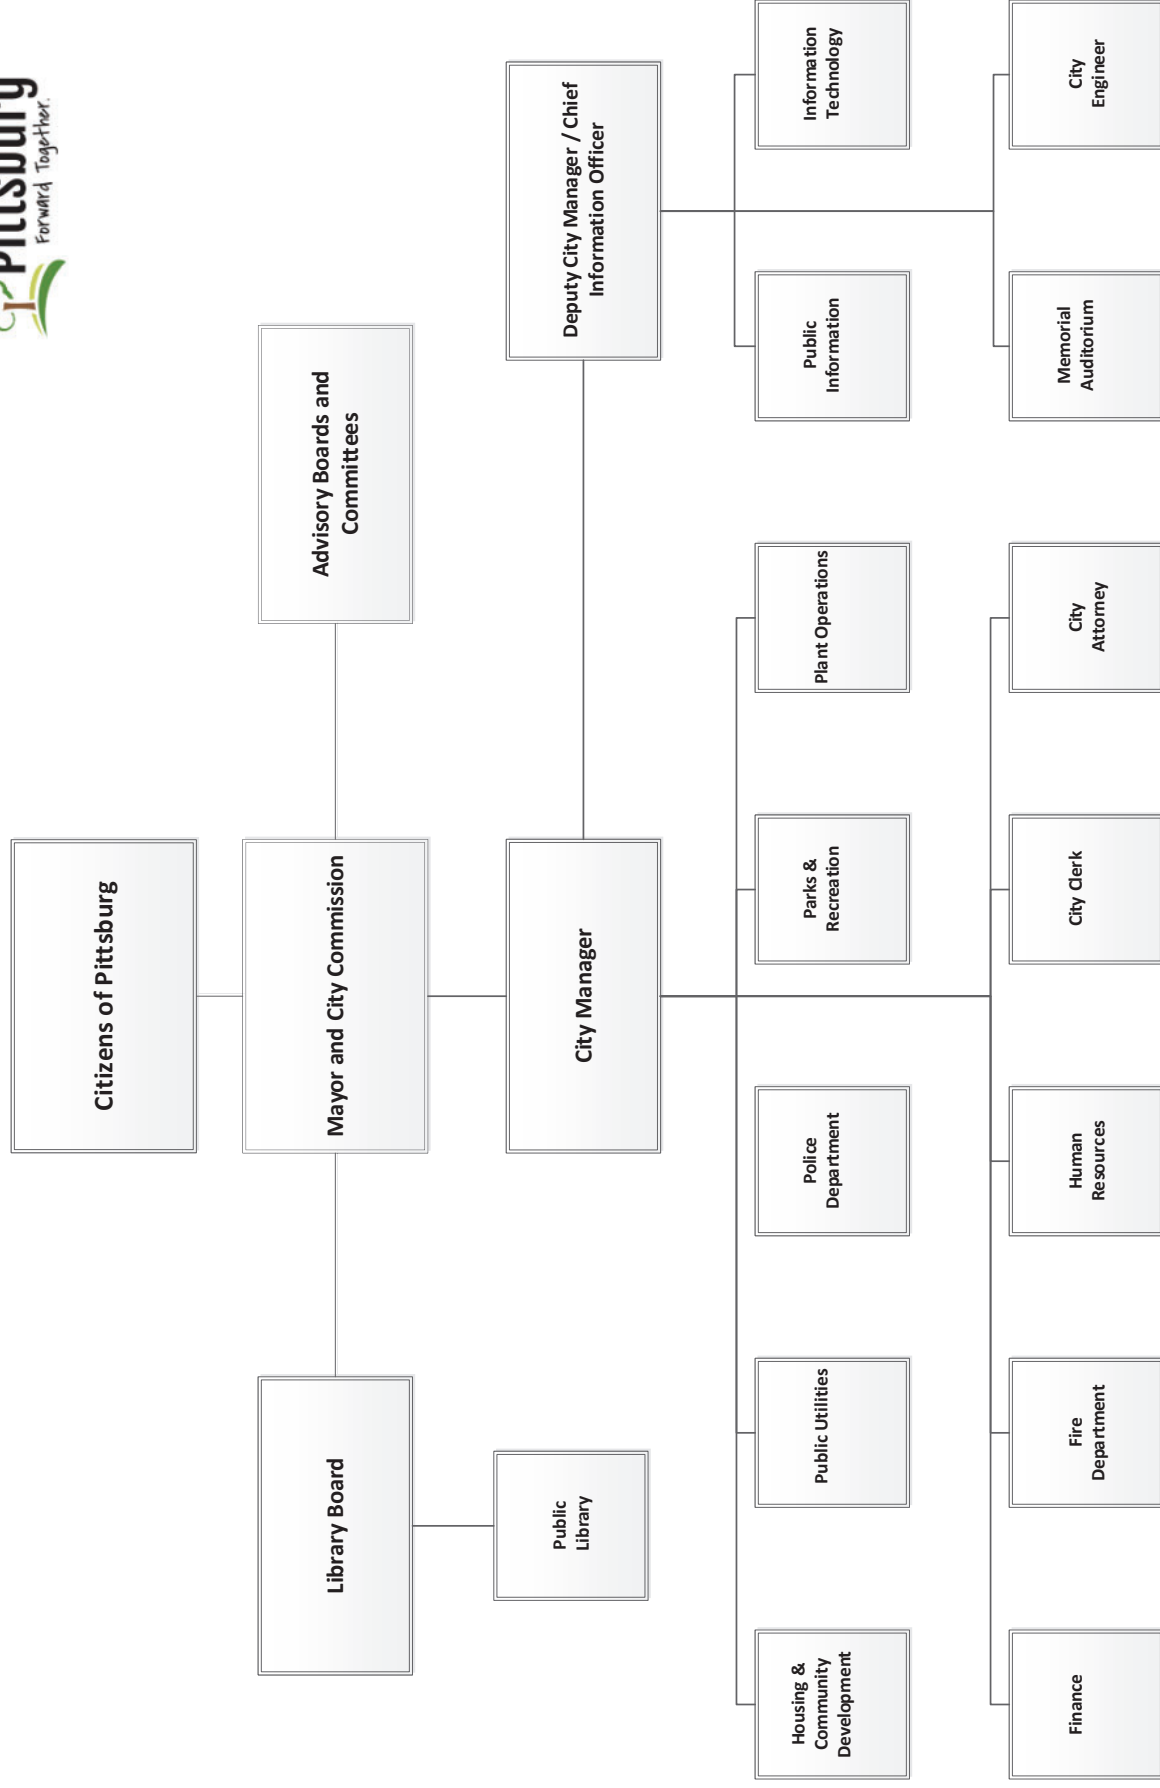 Pittsburg
Forward Together.
Citizens of Pittsburg
Library Board
Mayor and City Commission
Advisory Boards and
Committees
Public
Library
City Manager
Deputy City Manager / Chief
Information Officer
Housing &
Community
Development
Public Utilities
Police
Department
Parks &
Recreation
Plant Operations
Public
Information
Information
Technology
Finance
Fire
Department
Human
Resources
City Clerk
City
Attorney
Memorial
Auditorium
City
Engineer